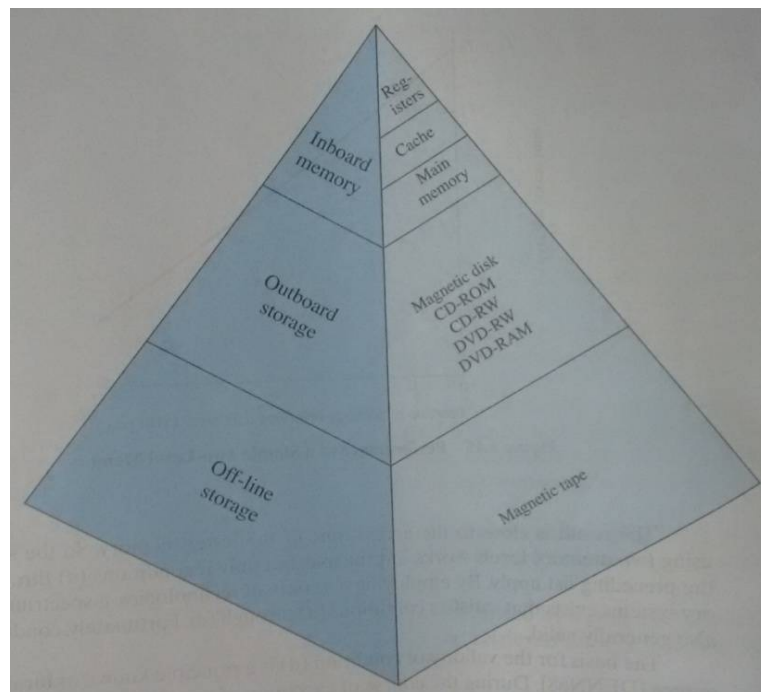 Reg-
isters
Cache
Main
memory
Inboard
memory
Outboard
storage
Magnetic disk
CD-ROM
CD-RW
DVD-RW
DVD-RAM
Off-line
storage
Magnetic tape